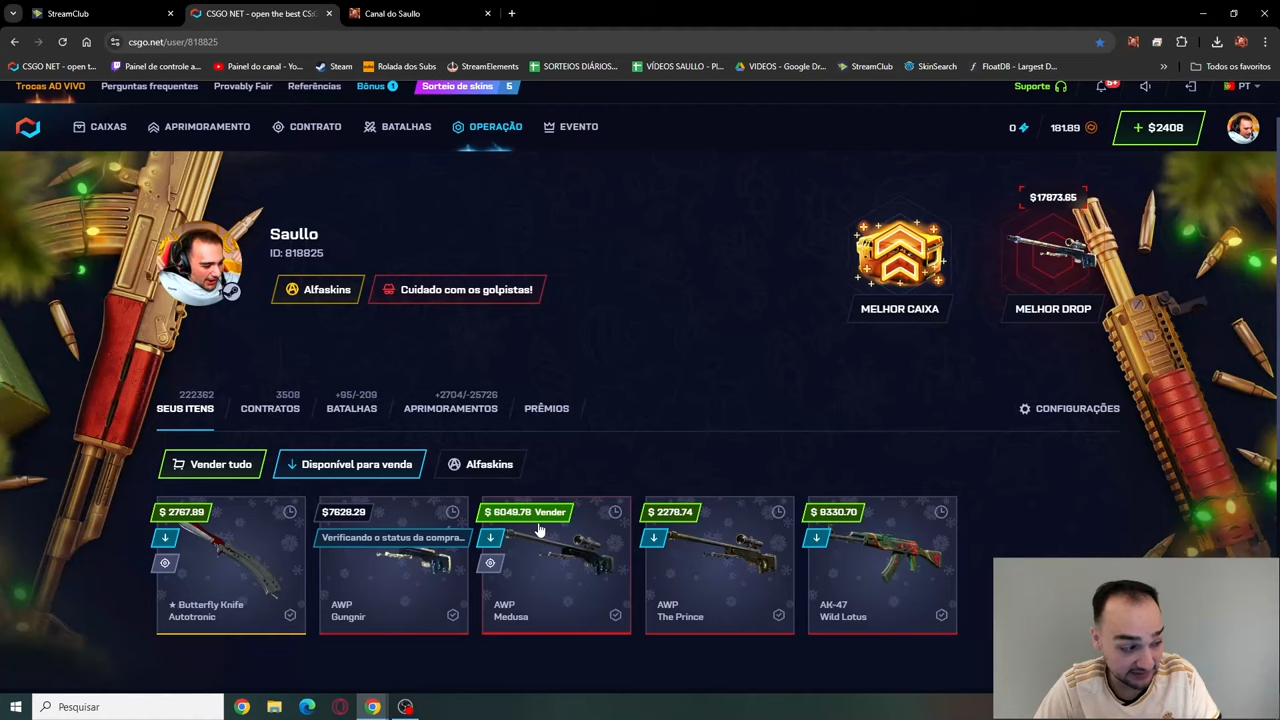 StreamClub
CSGO NET - open the best CS:G
Canal do Saullo
csgo.net/user/818825
CSGO NET - open t...
Painel de controle a...
Painel do canal - Yo...
Steam
Rolada dos Subs
StreamElements
SORTEIOS DIÁRIOS...
VÍDEOS SAULLO - PL...
VIDEOS - Google Dr...
StreamClub
SkinSearch
FloatDB - Largest D...
Todos os favoritos
Trocas AO VIVO
Perguntas frequentes
Provably Fair
Referências
Bônus 1
Sorteio de skins 5
Suporte
5+
PT
CAIXAS
APRIMORAMENTO
CONTRATO
BATALHAS
OPERAÇÃO
EVENTO
0
181.89
+ $2408
$17873.65
Saullo
ID: 818825
Alfaskins
Cuidado com os golpistas!
MELHOR CAIXA
MELHOR DROP
222362
3508
+95/-209
+2704/-25726
SEUS ITENS
CONTRATOS
BATALHAS
APRIMORAMENTOS
PRÊMIOS
CONFIGURAÇÕES
Vender tudo
Disponível para venda
Alfaskins
$ 2767.89
$7628.29
$ 6049.78 Vender
$ 2278.74
$ 8330.70
Verificando o status da compra...
★ Butterfly Knife
Autotronic
AWP
Gungnir
AWP
Medusa
AWP
The Prince
AK-47
Wild Lotus
Pesquisar